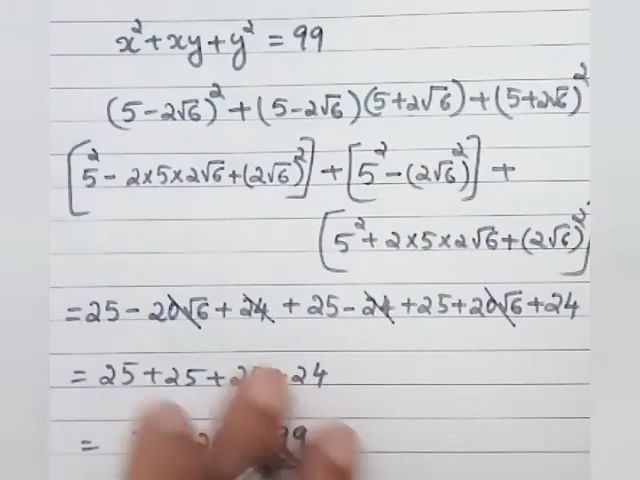 x² + xy + y² = 99
(5-2√6)² + (5-2√6)(5+2√6) + (5+2√6)²
[5² - 2×5×2√6 + (2√6)²] + [5² - (2√6)²] +
[5² + 2×5×2√6 + (2√6)²]
= 25 - 20√6 + 24 + 25 - 24 + 25 + 20√6 + 24
= 25 + 25 + 24
=